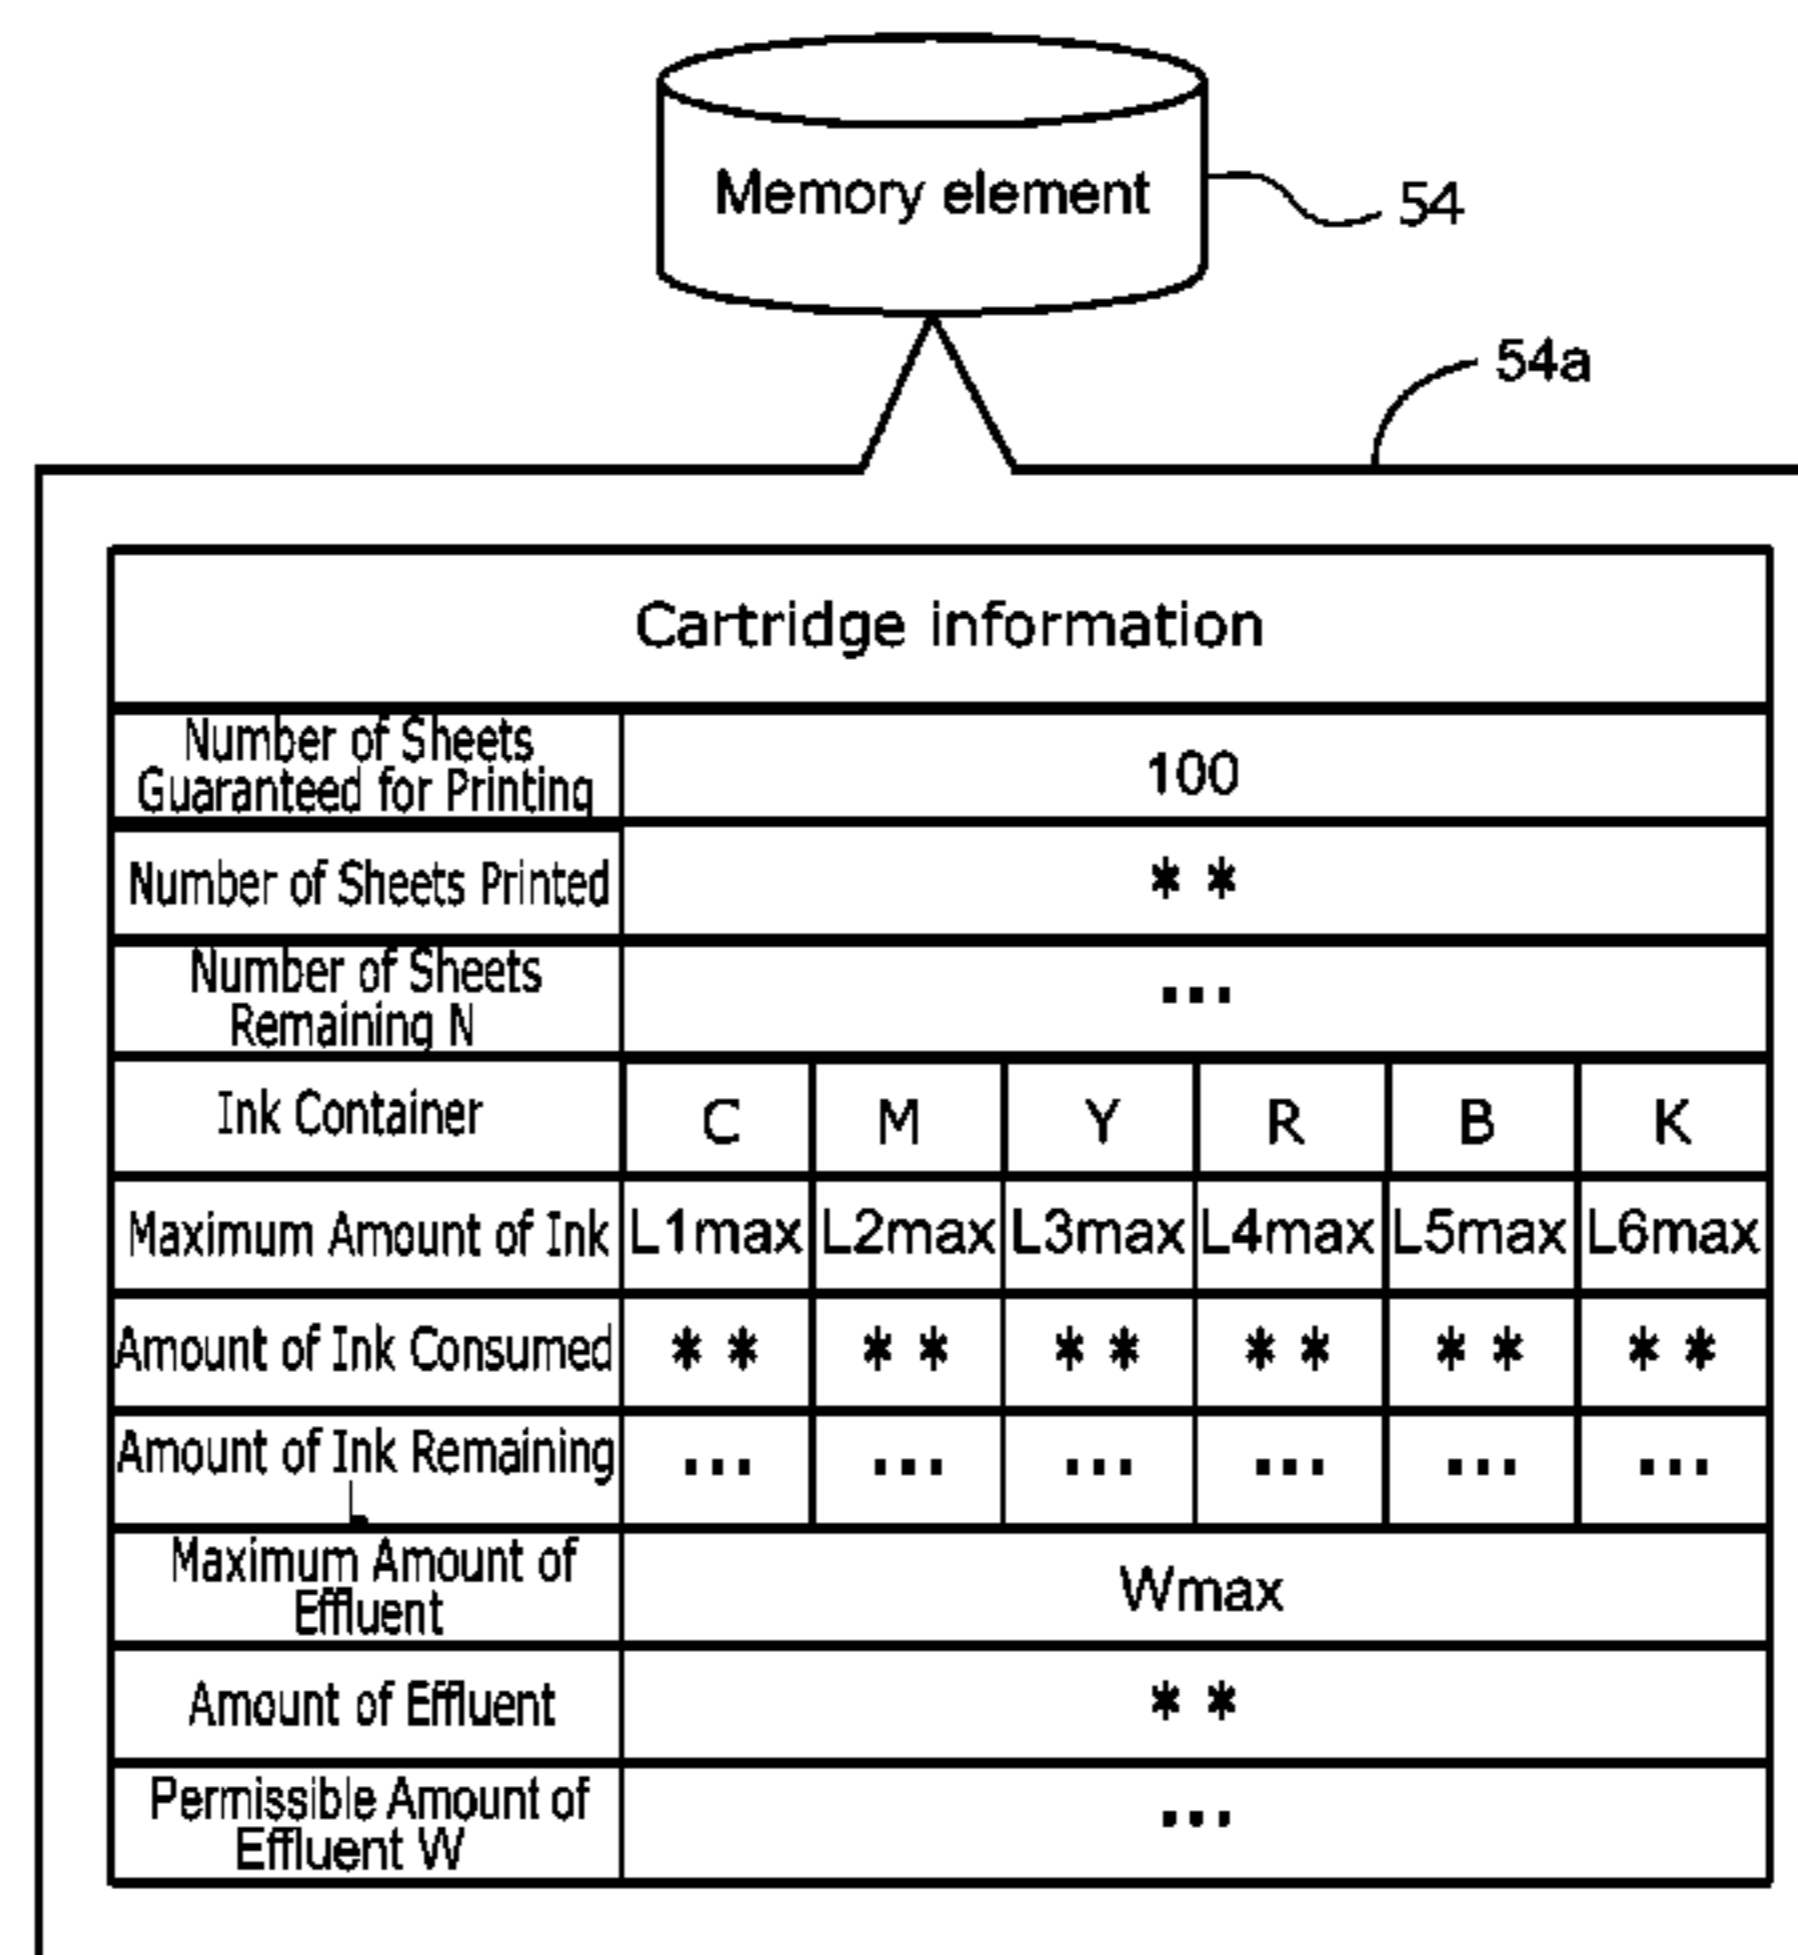 Memory element
54
54a
Cartridge information
Number of Sheets
Guaranteed for Printing
100
Number of Sheets Printed
* *
Number of Sheets
Remaining N
...
Ink Container C M Y R B K
Maximum Amount of Ink L1max L2max L3max L4max L5max L6max
Amount of Ink Consumed * * * * * * * * * * * *
Amount of Ink Remaining ... ... ... ... ... ...
L
Maximum Amount of
Effluent
Wmax
Amount of Effluent
* *
Permissible Amount of
Effluent W
...